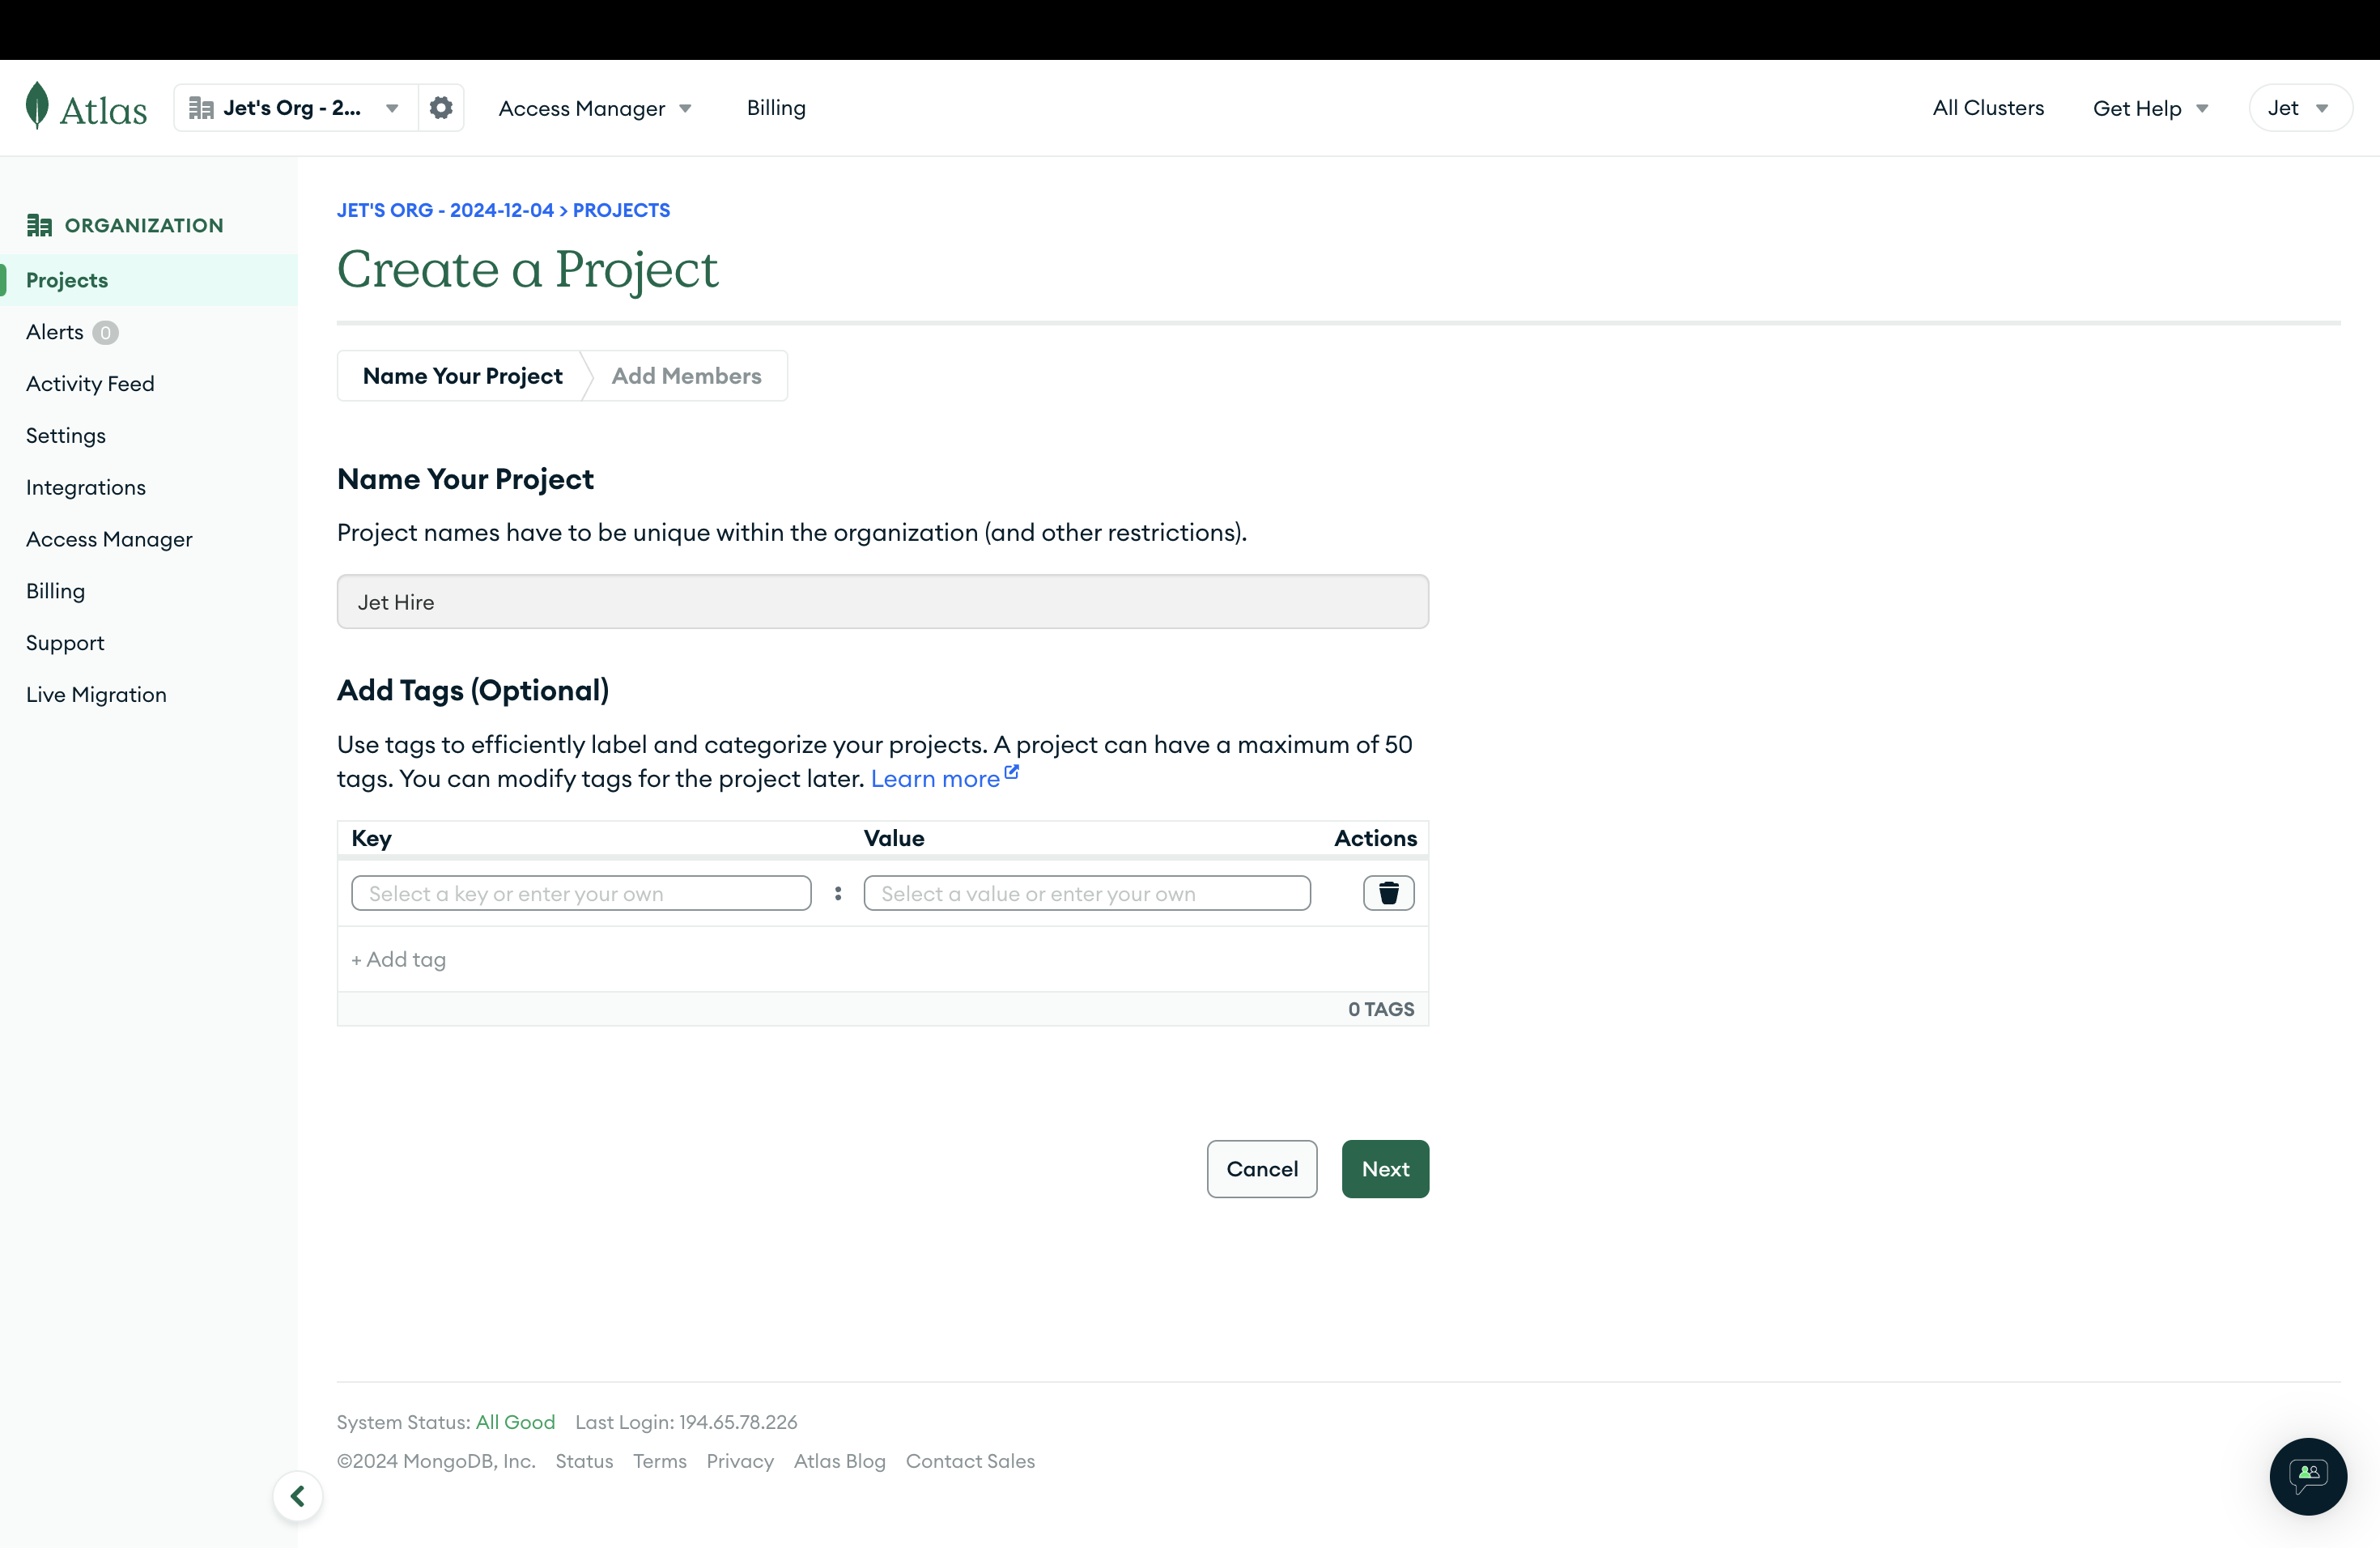 Atlas
Jet's Org - 2...
Access Manager
Billing
All Clusters
Get Help
Jet
ORGANIZATION
Projects
Alerts 0
Activity Feed
Settings
Integrations
Access Manager
Billing
Support
Live Migration
JET'S ORG - 2024-12-04 > PROJECTS
Create a Project
Name Your Project
Add Members
Name Your Project
Project names have to be unique within the organization (and other restrictions).
Jet Hire
Add Tags (Optional)
Use tags to efficiently label and categorize your projects. A project can have a maximum of 50
tags. You can modify tags for the project later. Learn more
Key
Value
Actions
Select a key or enter your own
:
Select a value or enter your own
+ Add tag
0 TAGS
Cancel
Next
System Status: All Good Last Login: 194.65.78.226
©2024 MongoDB, Inc. Status Terms Privacy Atlas Blog Contact Sales